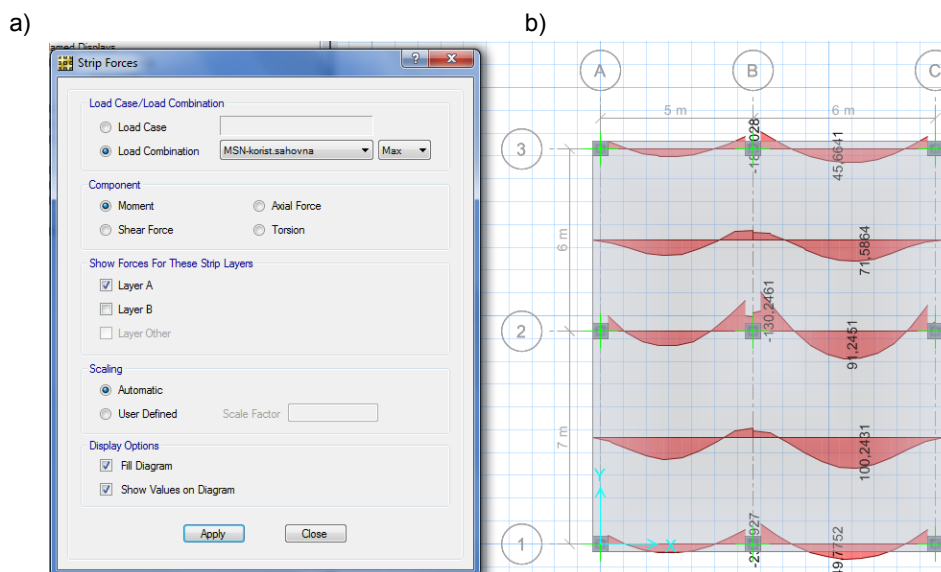 a)
b)
amed Displays
Strip Forces
Load Case/Load Combination
Load Case
Load Combination
MSN-korist.sahovna
Max
Component
Moment
Axial Force
Shear Force
Torsion
Show Forces For These Strip Layers
Layer A
Layer B
Layer Other
Scaling
Automatic
User Defined
Scale Factor
Display Options
Fill Diagram
Show Values on Diagram
Apply
Close
A
B
C
5 m
6 m
3
45,6641
6 m
71,5864
2
-130,2461
91,2451
7 m
100,2431
Y
X
1